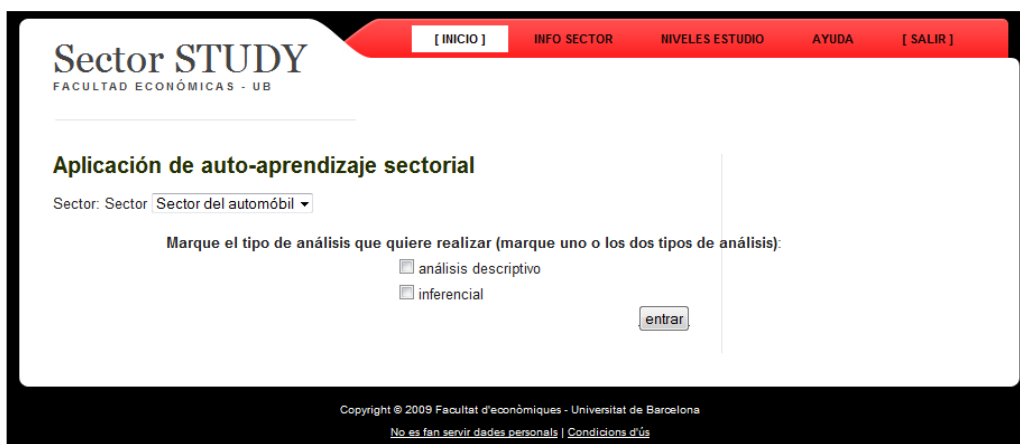 [ INICIO ] INFO SECTOR NIVELES ESTUDIO AYUDA [ SALIR ]
Sector STUDY
FACULTAD ECONÓMICAS - UB
Aplicación de auto-aprendizaje sectorial
Sector: Sector Sector del automóbil
Marque el tipo de análisis que quiere realizar (marque uno o los dos tipos de análisis):
análisis descriptivo
inferencial
entrar
Copyright © 2009 Facultat d'econòmiques - Universitat de Barcelona
No es fan servir dades personals | Condicions d'ús